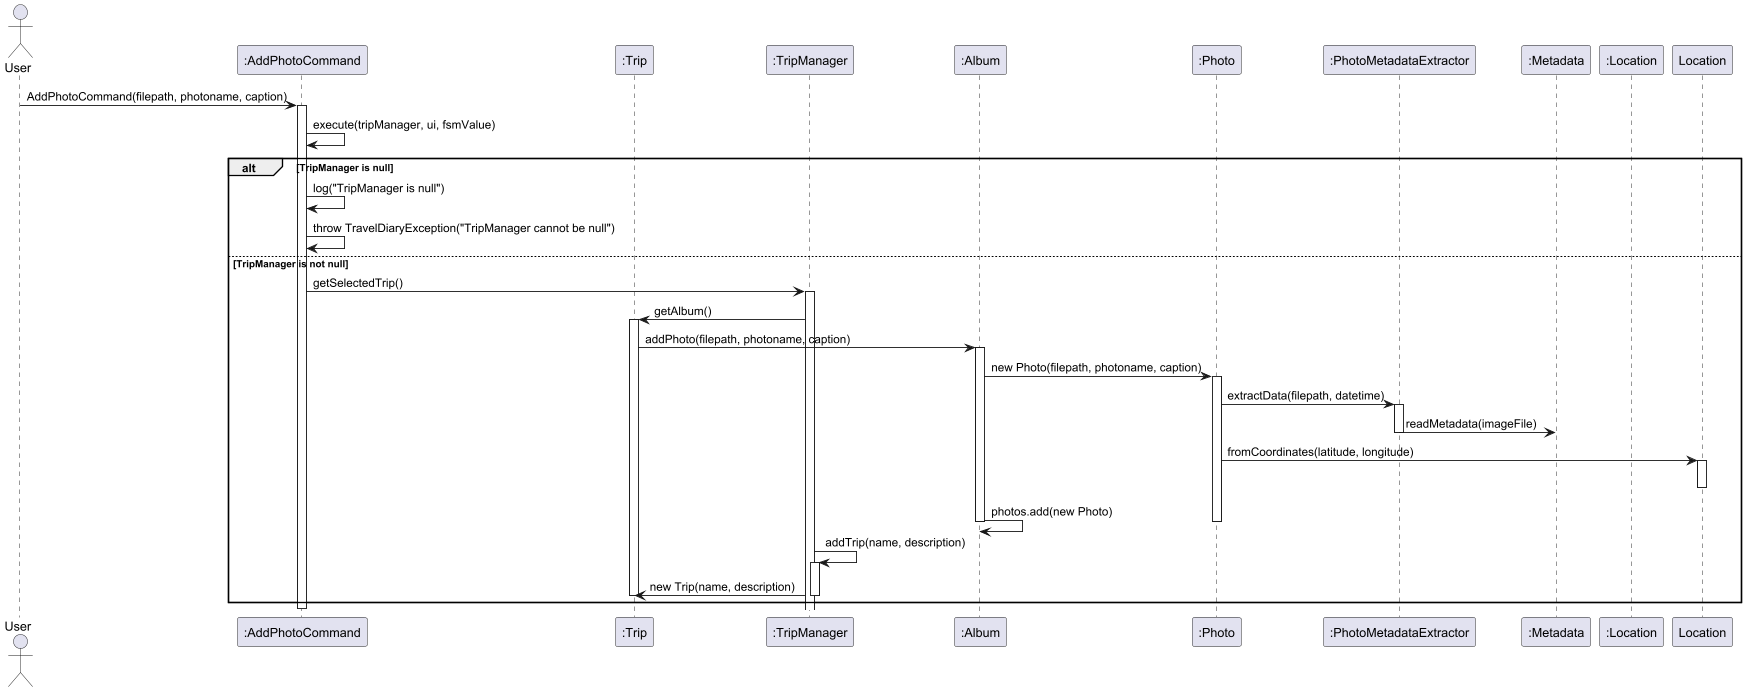 User
:AddPhotoCommand
:Trip
:TripManager
:Album
:Photo
:PhotoMetadataExtractor
:Metadata
:Location
Location
AddPhotoCommand(filepath, photoname, caption)
execute(tripManager, ui, fsmValue)
alt
[TripManager is null]
log("TripManager is null")
throw TravelDiaryException("TripManager cannot be null")
[TripManager is not null]
getSelectedTrip()
getAlbum()
addPhoto(filepath, photoname, caption)
new Photo(filepath, photoname, caption)
extractData(filepath, datetime)
readMetadata(imageFile)
fromCoordinates(latitude, longitude)
photos.add(new Photo)
addTrip(name, description)
new Trip(name, description)
User
:AddPhotoCommand
:Trip
:TripManager
:Album
:Photo
:PhotoMetadataExtractor
:Metadata
:Location
Location